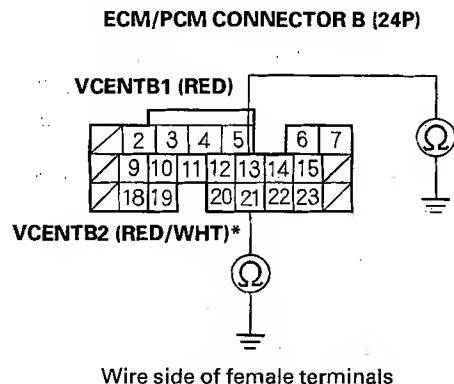 ECM/PCM CONNECTOR B (24P)
VCENTB1 (RED)
2 3 4 5 6 7
9 10 11 12 13 14 15
18 19 20 21 22 23
VCENTB2 (RED/WHT)*
Ω
Ω
Wire side of female terminals